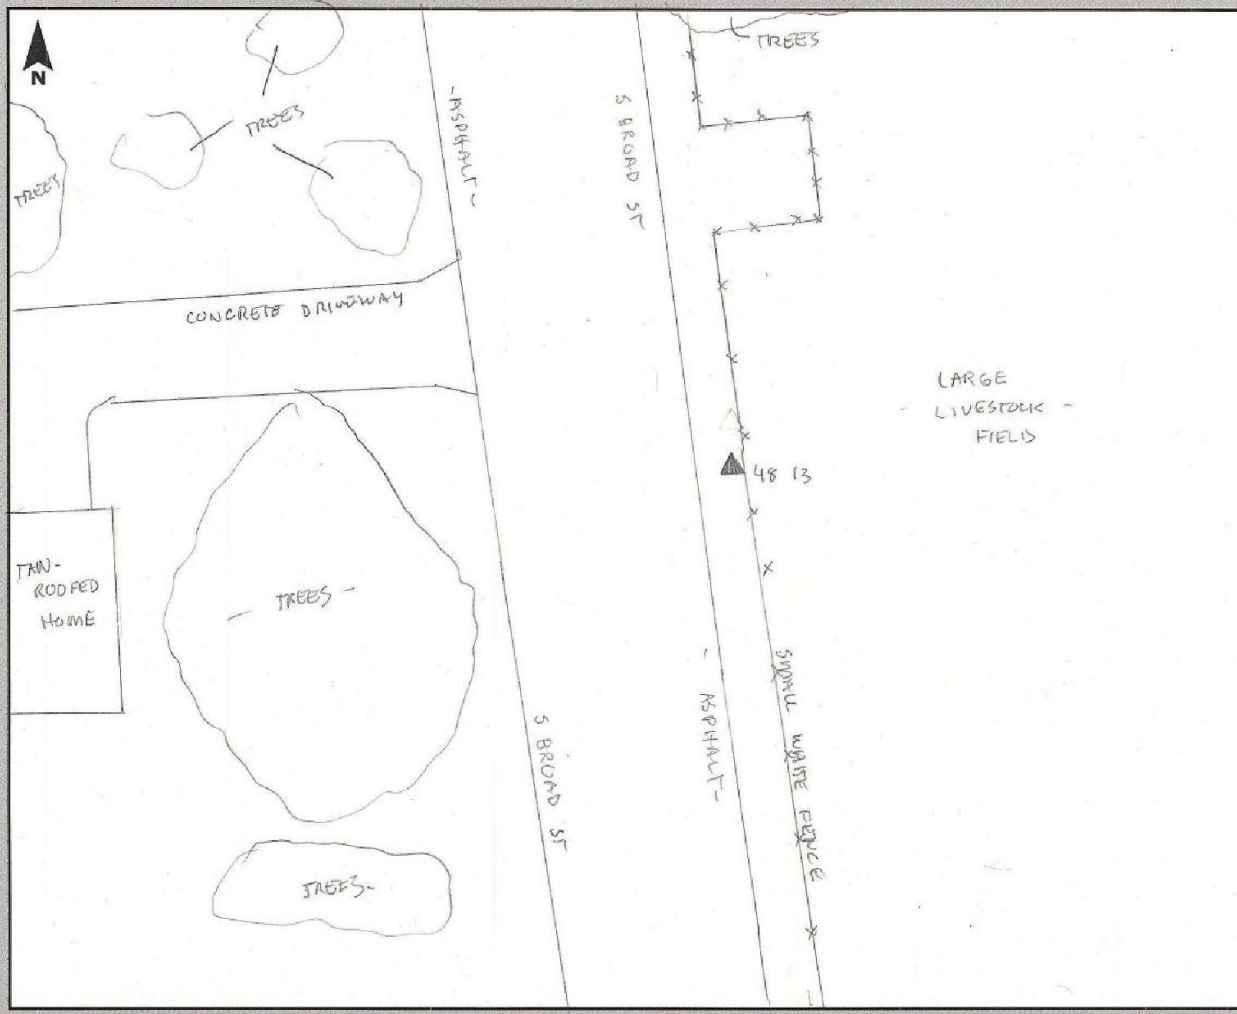 N
TREES
TREES
TREES
-ASPHALT-
S BROAD ST
TREES
CONCRETE DRIVEWAY
LARGE
- LIVESTOCK -
FIELD
48 13
TAN-
ROOFED
HOME
- TREES -
S BROAD ST
- ASPHALT-
SMALL WHITE FENCE
TREES-